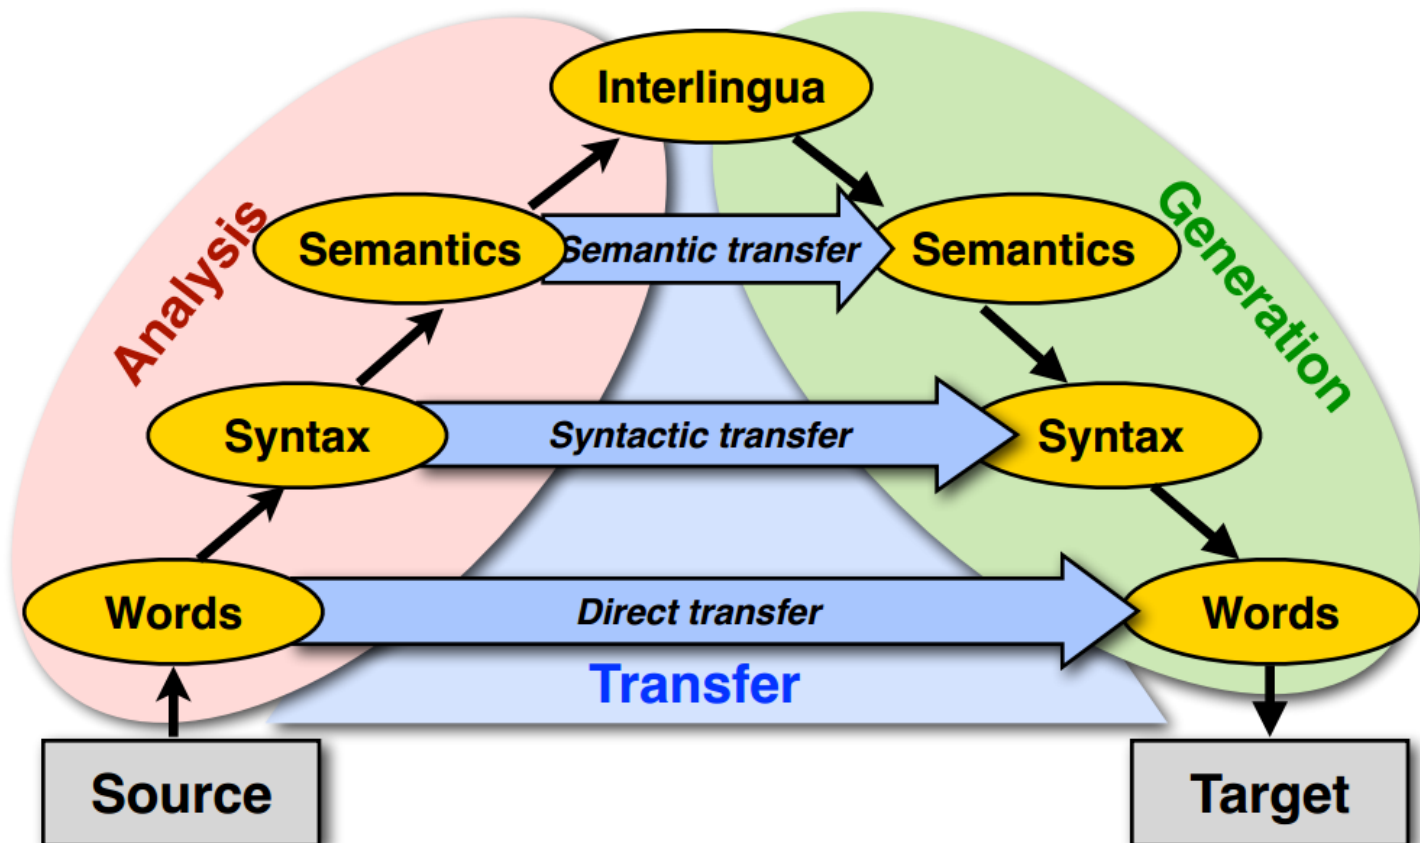 Interlingua
Analysis
Generation
Semantics
Semantic transfer
Semantics
Syntax
Syntactic transfer
Syntax
Words
Direct transfer
Words
Transfer
Source
Target